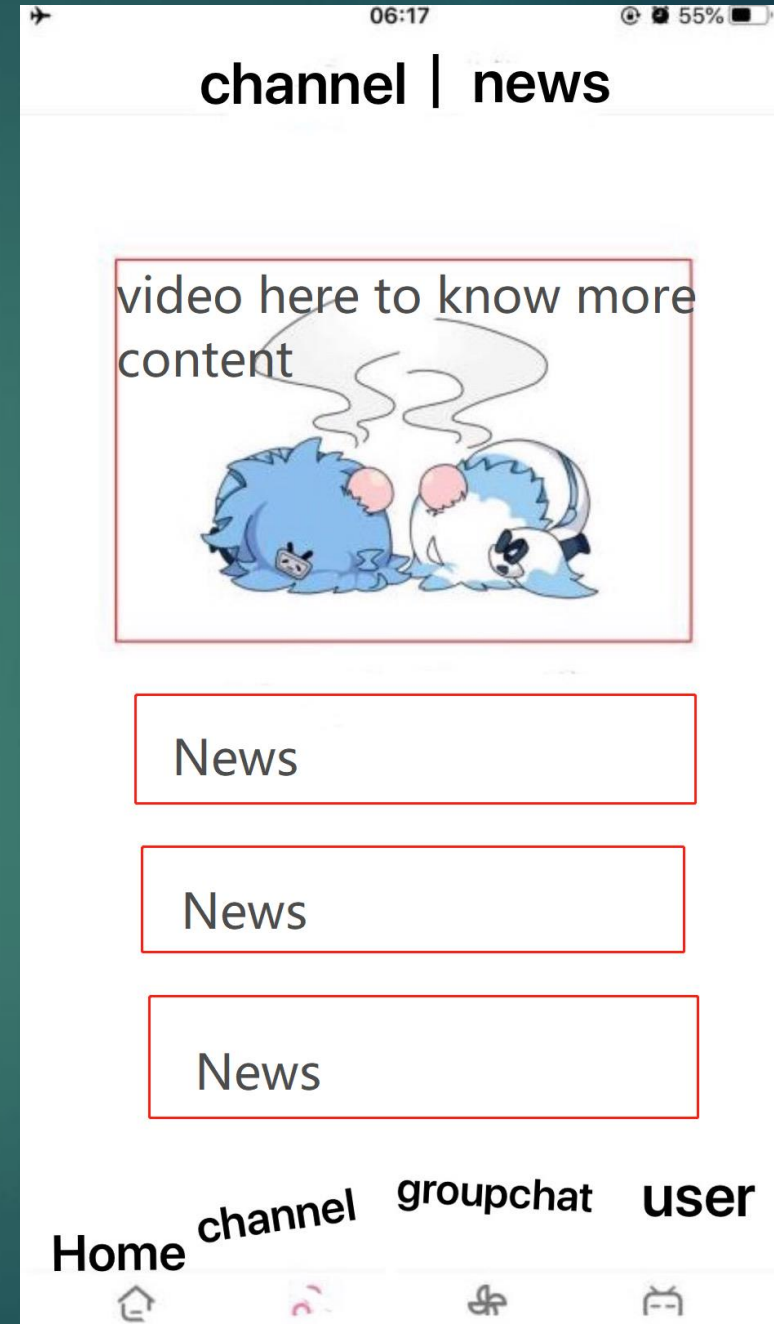 06:17
55%
channel | news
video here to know more
content
News
News
News
Home channel groupchat user